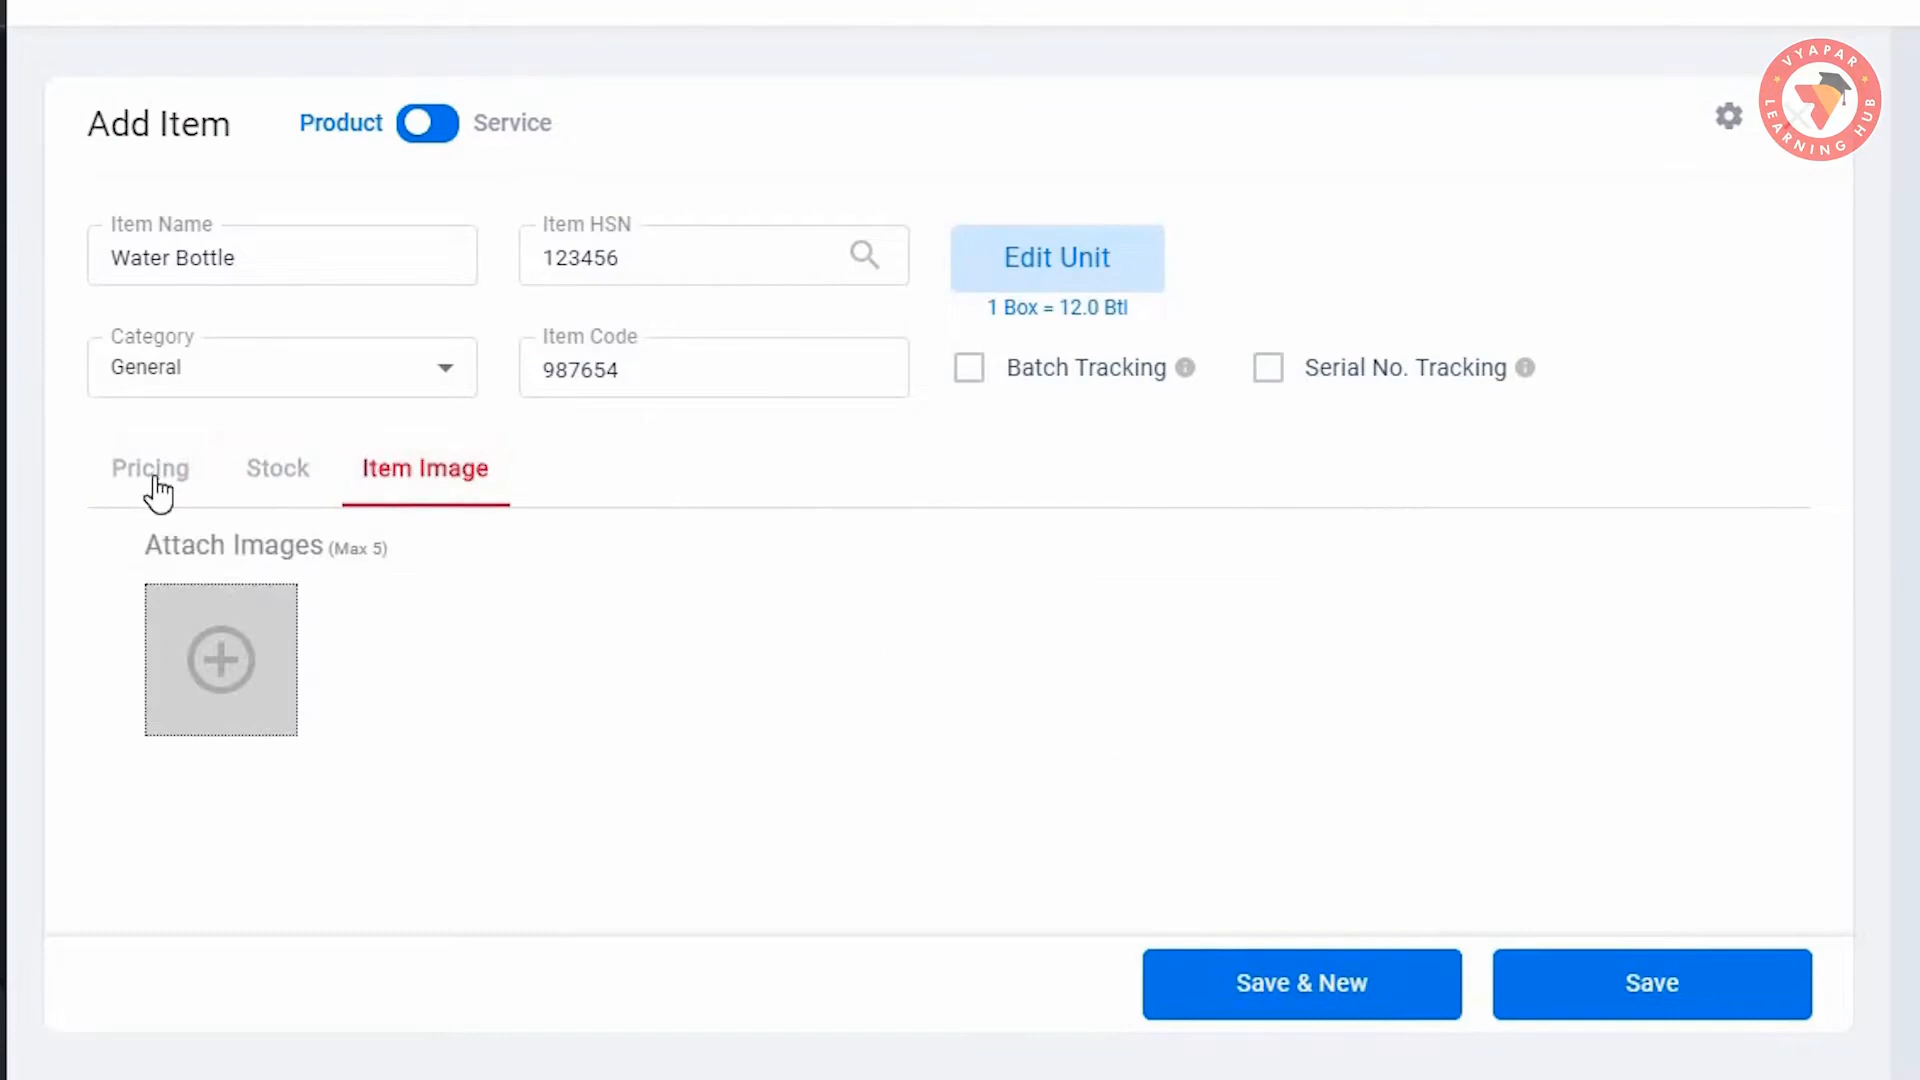 VYAPAR LEARNING HUB
Add Item Product Service
Item Name Item HSN
Water Bottle 123456 Edit Unit
1 Box = 12.0 Btl
Category Item Code
General 987654 Batch Tracking Serial No. Tracking
Pricing Stock Item Image
Attach Images (Max 5)
Save & New Save